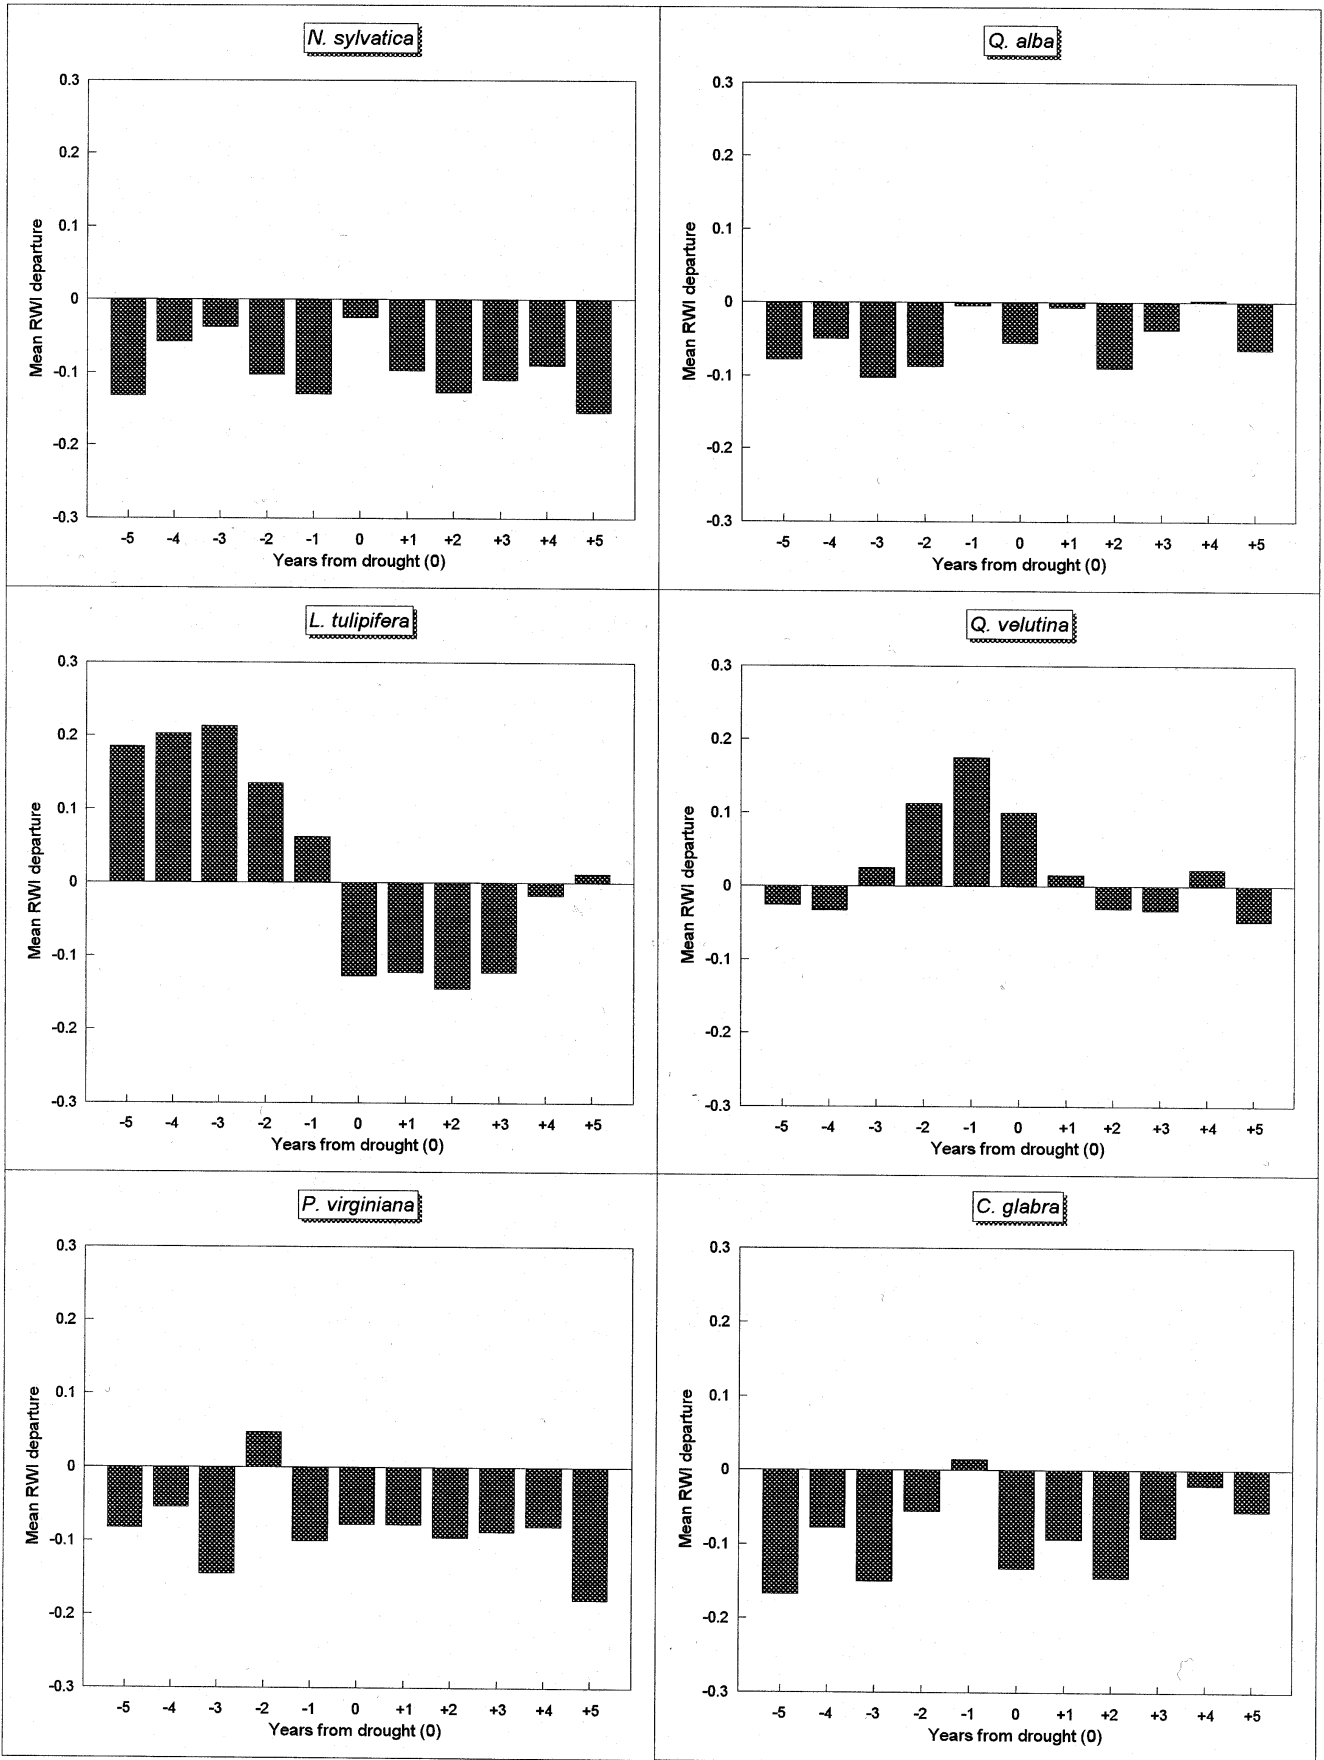 N. sylvatica
0.3
0.2
0.1
0
-0.1
-0.2
-0.3
Mean RWI departure
-5 -4 -3 -2 -1 0 +1 +2 +3 +4 +5
Years from drought (0)
Q. alba
0.3
0.2
0.1
0
-0.1
-0.2
-0.3
Mean RWI departure
-5 -4 -3 -2 -1 0 +1 +2 +3 +4 +5
Years from drought (0)
L. tulipifera
0.3
0.2
0.1
0
-0.1
-0.2
-0.3
Mean RWI departure
-5 -4 -3 -2 -1 0 +1 +2 +3 +4 +5
Years from drought (0)
Q. velutina
0.3
0.2
0.1
0
-0.1
-0.2
-0.3
Mean RWI departure
-5 -4 -3 -2 -1 0 +1 +2 +3 +4 +5
Years from drought (0)
P. virginiana
0.3
0.2
0.1
0
-0.1
-0.2
-0.3
Mean RWI departure
-5 -4 -3 -2 -1 0 +1 +2 +3 +4 +5
Years from drought (0)
C. glabra
0.3
0.2
0.1
0
-0.1
-0.2
-0.3
Mean RWI departure
-5 -4 -3 -2 -1 0 +1 +2 +3 +4 +5
Years from drought (0)